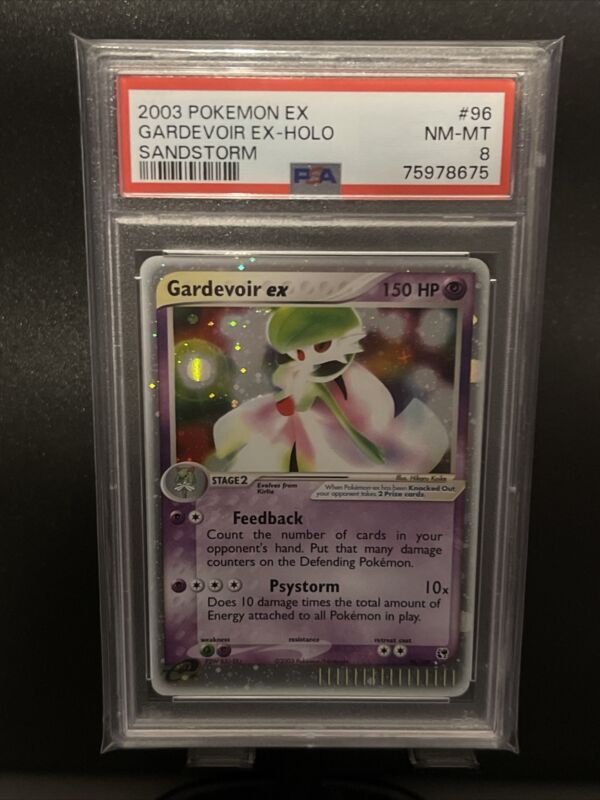 2003 POKEMON EX #96
GARDEVOIR EX-HOLO NM-MT
SANDSTORM 8
PSA 75978675
Gardevoir ex 150 HP
Illus. Hikaru Koike
STAGE 2 Evolves from
Kirlia
When Pokémon-ex has been Knocked Out,
your opponent takes 2 Prize cards.
Feedback
Count the number of cards in your
opponent's hand. Put that many damage
counters on the Defending Pokémon.
Psystorm 10x
Does 10 damage times the total amount of
Energy attached to all Pokémon in play.
weakness resistance retreat cost